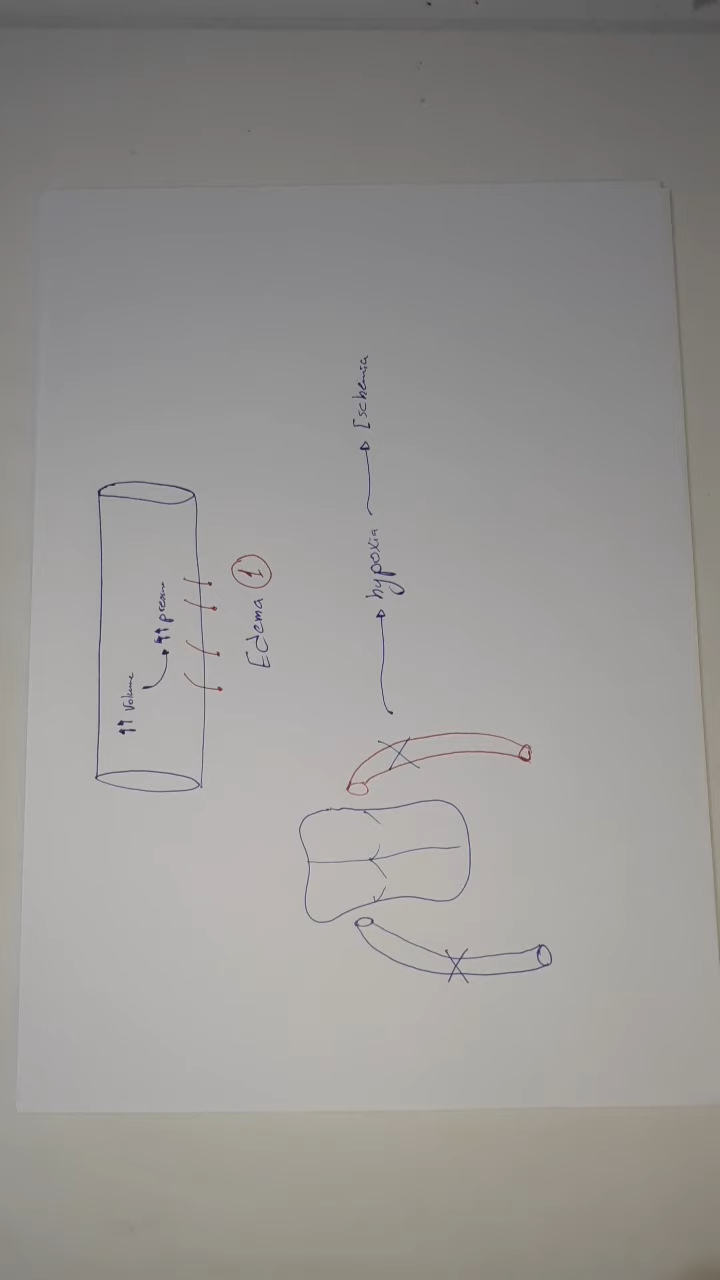 ↑↑ Volume
↑↑ pressure
Edema ①
hypoxia → Ischemia